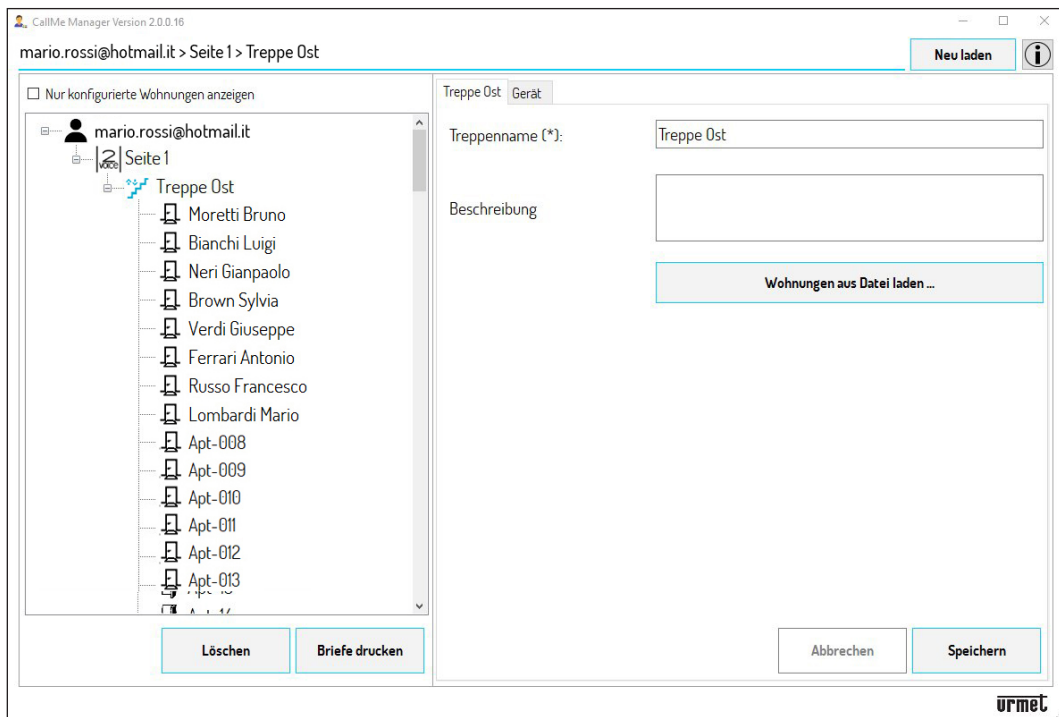 CallMe Manager Version 2.0.0.16
mario.rossi@hotmail.it > Seite 1 > Treppe Ost
Neu laden
Nur konfigurierte Wohnungen anzeigen
mario.rossi@hotmail.it
2 VOICE Seite 1
Treppe Ost
Moretti Bruno
Bianchi Luigi
Neri Gianpaolo
Brown Sylvia
Verdi Giuseppe
Ferrari Antonio
Russo Francesco
Lombardi Mario
Apt-008
Apt-009
Apt-010
Apt-011
Apt-012
Apt-013
Löschen
Briefe drucken
Treppe Ost
Gerät
Treppenname (*):
Treppe Ost
Beschreibung
Wohnungen aus Datei laden ...
Abbrechen
Speichern
urmet